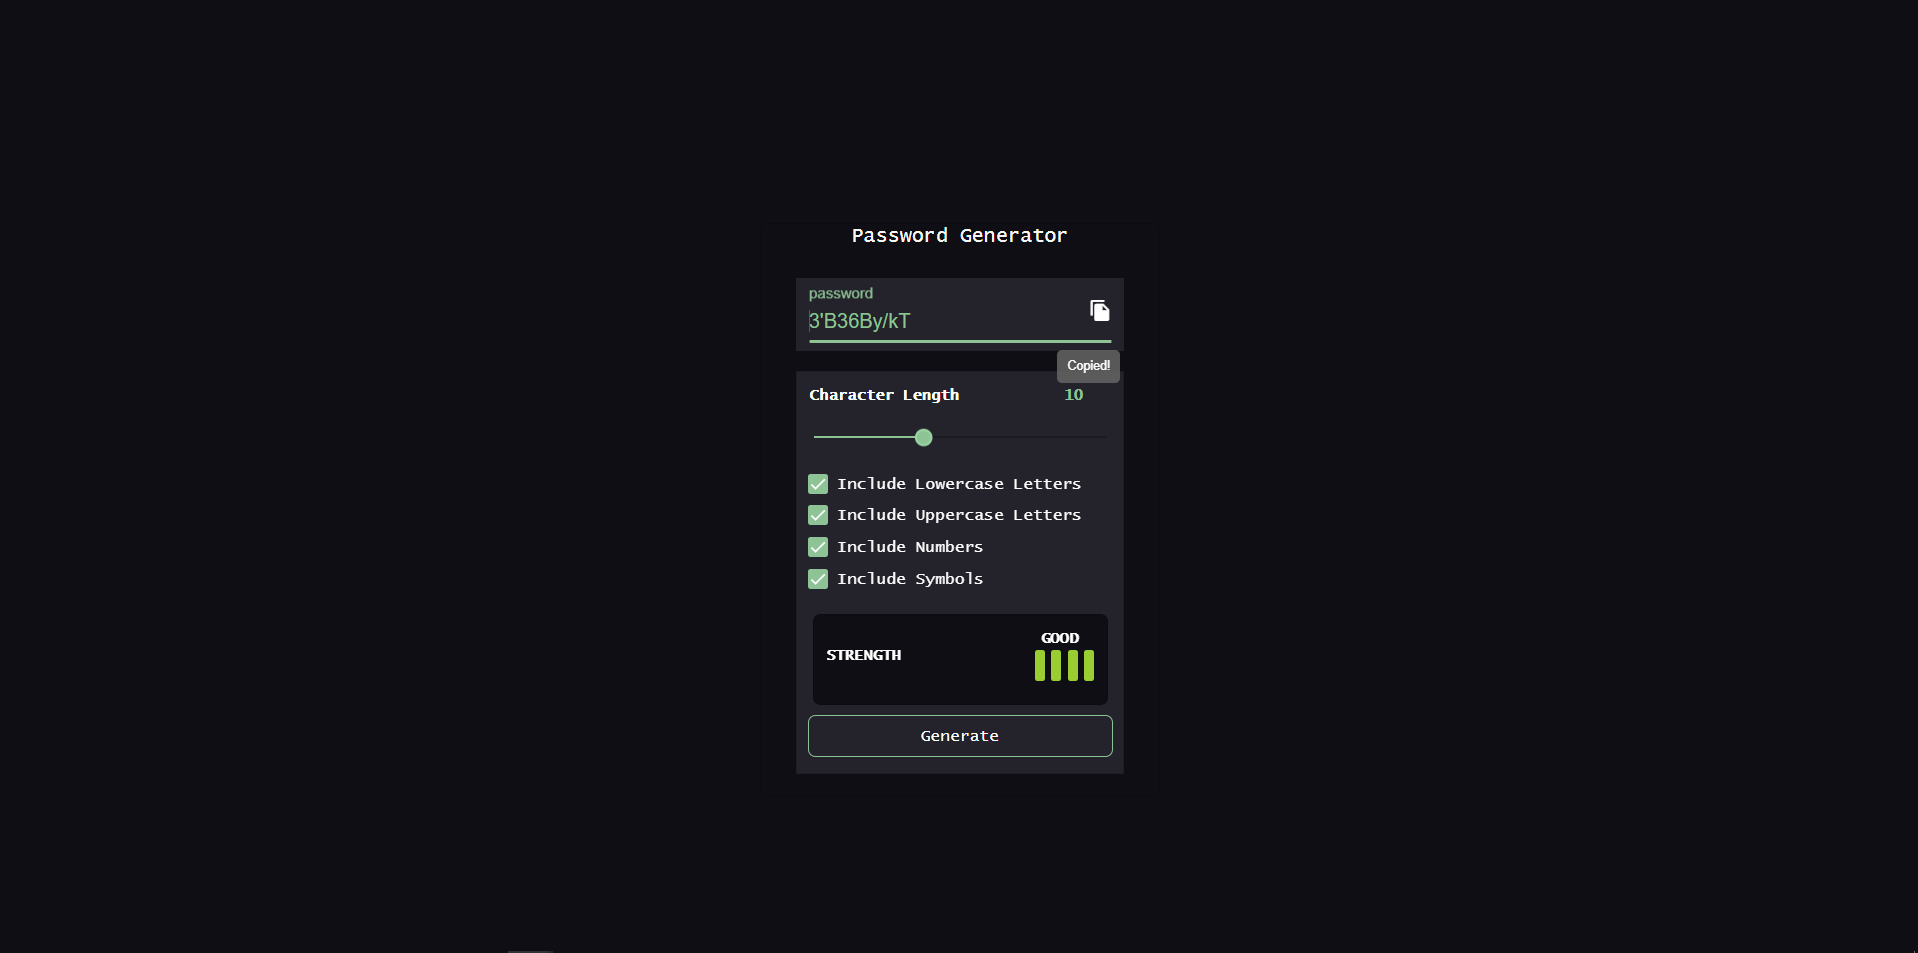 Password Generator
password
3'B36By/kT
Copied!
Character Length 10
Include Lowercase Letters
Include Uppercase Letters
Include Numbers
Include Symbols
GOOD
STRENGTH
Generate